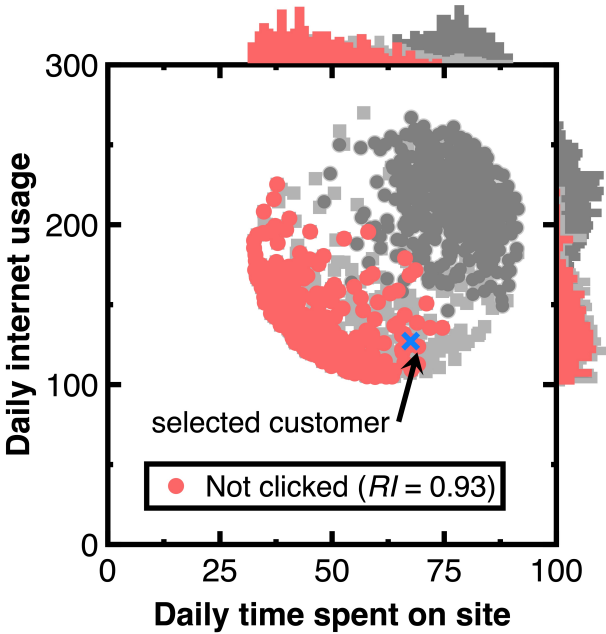 300
200
100
0
Daily internet usage
selected customer
Not clicked (RI = 0.93)
0 25 50 75 100
Daily time spent on site